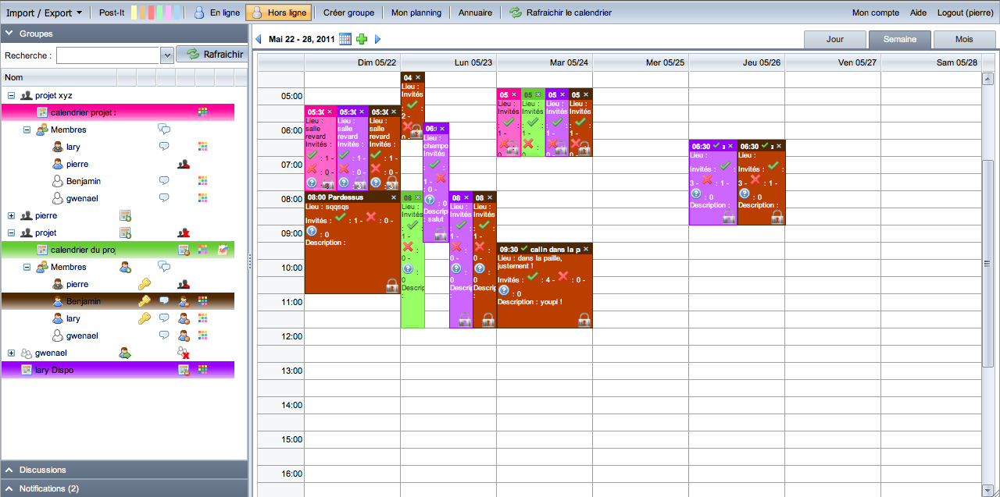 Import / Export Post-It En ligne Hors ligne Créer groupe Mon planning Annuaire Rafraichir le calendrier Mon compte Aide Logout (pierre)
Groupes
Recherche : Rafraichir
Nom
projet xyz
calendrier projet :
Membres
lary
pierre
Benjamin
gwenael
pierre
projet
calendrier du proj
Membres
pierre
Benjamin
lary
gwenael
gwenael
lary Dispo
Discussions
Notifications (2)
Mai 22 - 28, 2011 Jour Semaine Mois
Dim 05/22 Lun 05/23 Mar 05/24 Mer 05/25 Jeu 05/26 Ven 05/27 Sam 05/28
05:00
06:00
07:00
08:00
09:00
10:00
11:00
12:00
13:00
14:00
15:00
16:00
05:30
Lieu :
salle
revard
Invités :
: 1 -
: 0 -
: 3
05:30
Lieu :
salle
revard
Invités :
: 1 -
: 0 -
: 3
05:30
Lieu :
salle
revard
Invités :
: 1 -
: 0 -
: 3
08:00 Pardessus
Lieu : sqqsqs
Invités : : 1 - : 0 -
: 0
Description :
04
Lieu :
Invités
:
2 -
06:
Lieu :
champo
Invités
:
1 -
0 -
: 0
Descrip
: salut
08
Lieu :
Invités
:
1 -
:
0 -
:
0
Descrip
:
08
Lieu :
Invités
:
1 -
:
0 -
:
0
Descrip
:
08
Lieu :
Invités
:
1 -
:
0 -
:
0
Descrip
:
05
Lieu :
Invités
:
1 -
:
0
05
Lieu :
Invités
:
1 -
:
0
05
Lieu :
Invités
:
1 -
:
0
05
Lieu :
Invités
:
1 -
:
0
09:30 calin dans la p
Lieu : dans la paille,
justement !
Invités : : 4 - : 0 -
: 0
Description : youpi !
06:30
Lieu :
Invités : :
3 - : 1 -
: 0
Description :
06:30
Lieu :
Invités : :
3 - : 1 -
: 0
Description :